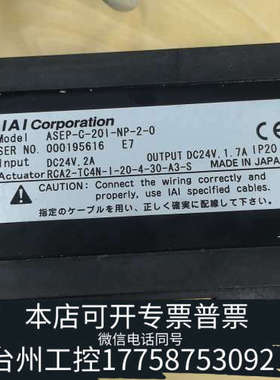 IAI Corporation
Model ASEP-C-20I-NP-2-0
SER NO. 000195616 E7
Input DC24V,2A OUTPUT DC24V,1.7A IP20
MADE IN JAPAN
Actuator RCA2-TC4N-I-20-4-30-A3-S
CAUTION: Connect the wiring correctly and
properly, use IAI specified cables.
指定のケーブルを用い、正しく確実に配線してください。
本店可开专票普票
微信电话同号
台州工控17758753092